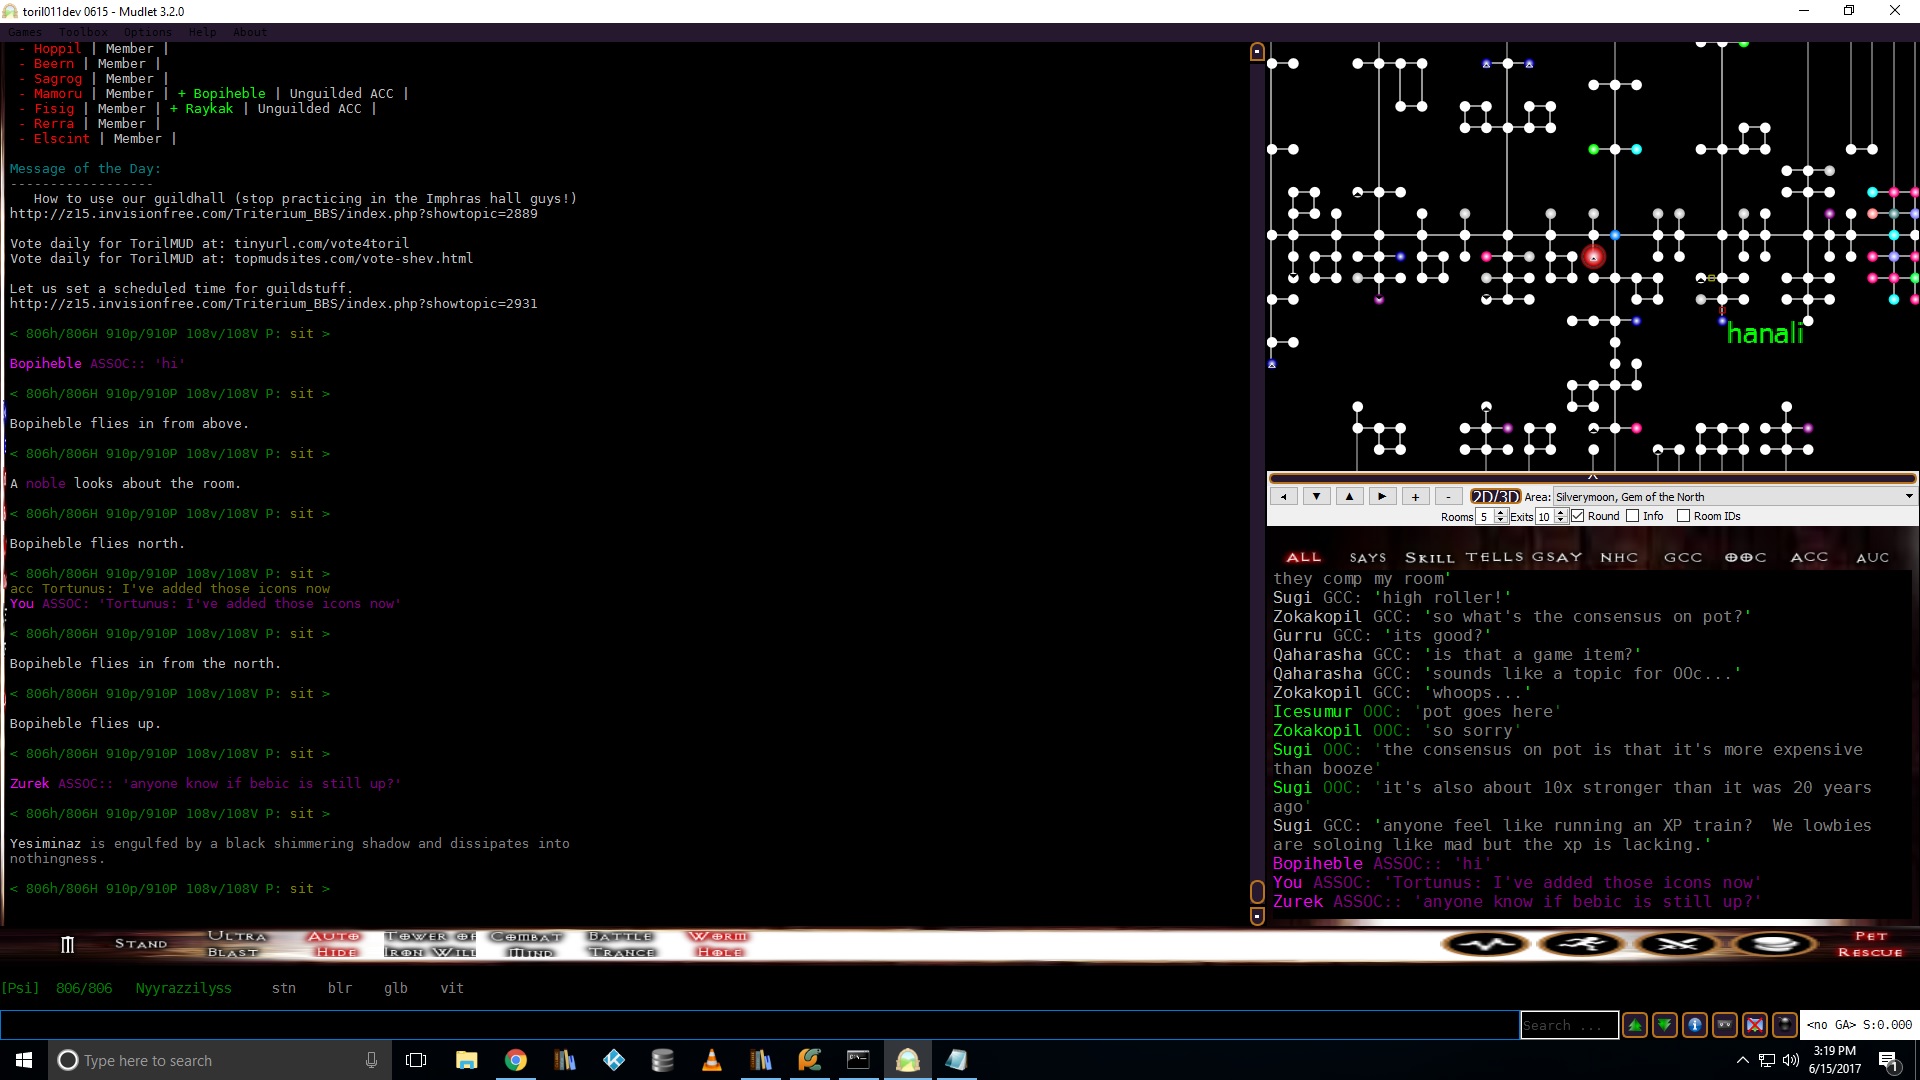 toril011dev 0615 - Mudlet 3.2.0
Games Toolbox Options Help About
- Hoppil | Member |
- Beern | Member |
- Sagrog | Member |
- Mamoru | Member | + Bopiheble | Unguilded ACC |
- Fisig | Member | + Raykak | Unguilded ACC |
- Rerra | Member |
- Elscint | Member |
Message of the Day:
------------------
How to use our guildhall (stop practicing in the Imphras hall guys!)
http://z15.invisionfree.com/Triterium_BBS/index.php?showtopic=2889
Vote daily for TorilMUD at: tinyurl.com/vote4toril
Vote daily for TorilMUD at: topmudsites.com/vote-shev.html
Let us set a scheduled time for guildstuff.
http://z15.invisionfree.com/Triterium_BBS/index.php?showtopic=2931
< 806h/806H 910p/910P 108v/108V P: sit >
Bopiheble ASSOC:: 'hi'
< 806h/806H 910p/910P 108v/108V P: sit >
Bopiheble flies in from above.
< 806h/806H 910p/910P 108v/108V P: sit >
A noble looks about the room.
< 806h/806H 910p/910P 108v/108V P: sit >
Bopiheble flies north.
< 806h/806H 910p/910P 108v/108V P: sit >
acc Tortunus: I've added those icons now
You ASSOC: 'Tortunus: I've added those icons now'
< 806h/806H 910p/910P 108v/108V P: sit >
Bopiheble flies in from the north.
< 806h/806H 910p/910P 108v/108V P: sit >
Bopiheble flies up.
< 806h/806H 910p/910P 108v/108V P: sit >
Zurek ASSOC:: 'anyone know if bebic is still up?'
< 806h/806H 910p/910P 108v/108V P: sit >
Yesiminaz is engulfed by a black shimmering shadow and dissipates into
nothingness.
< 806h/806H 910p/910P 108v/108V P: sit >
hanali
2D/3D Area: Silverymoon, Gem of the North
Rooms 5 Exits 10 Round Info Room IDs
ALL SAYS SKILL TELLS GSAY NHC GCC OOC ACC AUC
they comp my room'
Sugi GCC: 'high roller!'
Zokakopil GCC: 'so what's the consensus on pot?'
Gurru GCC: 'its good?'
Qaharasha GCC: 'is that a game item?'
Qaharasha GCC: 'sounds like a topic for OOc...'
Zokakopil GCC: 'whoops...'
Icesumur OOC: 'pot goes here'
Zokakopil OOC: 'so sorry'
Sugi OOC: 'the consensus on pot is that it's more expensive
than booze'
Sugi OOC: 'it's also about 10x stronger than it was 20 years
ago'
Sugi GCC: 'anyone feel like running an XP train?  We lowbies
are soloing like mad but the xp is lacking.'
Bopiheble ASSOC:: 'hi'
You ASSOC: 'Tortunus: I've added those icons now'
Zurek ASSOC:: 'anyone know if bebic is still up?'
STAND
ULTRA BLAST
AUTO HIDE
TOWER OF IRON WILL
COMBAT MIND
BATTLE TRANCE
WORM HOLE
PET RESCUE
[Psi] 806/806 Nyyrazzilyss stn blr glb vit
Search ...
<no GA> S:0.000
Type here to search
3:19 PM
6/15/2017
1